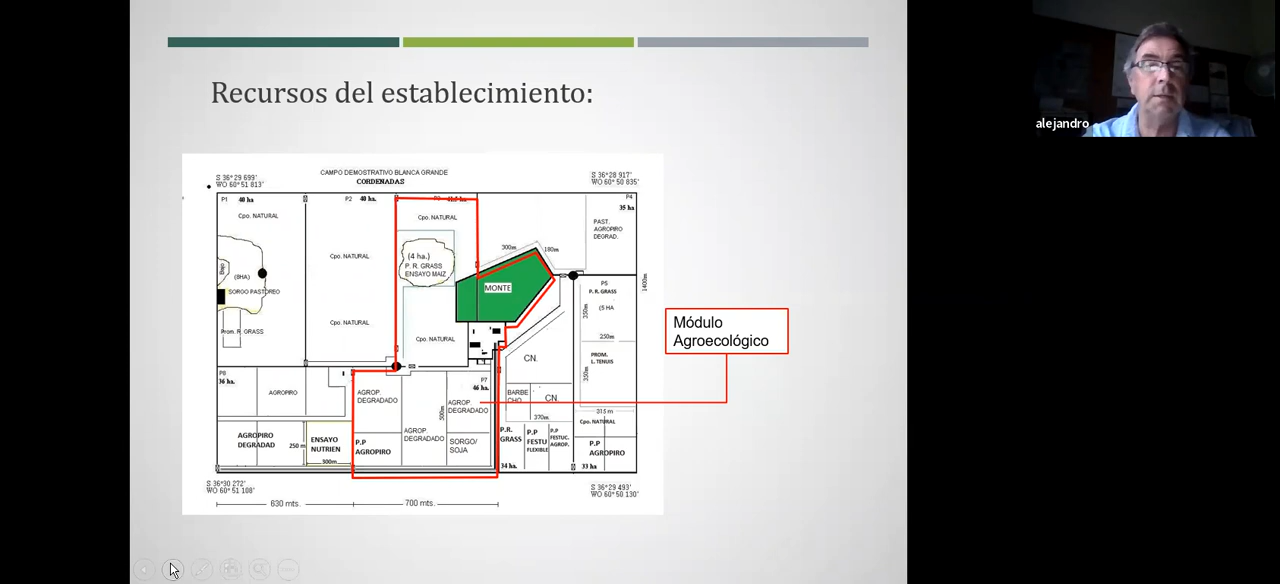 Recursos del establecimiento:
alejandro
CAMPO DEMOSTRATIVO BLANCA GRANDE
CORDENADAS
S 36° 29 699'
WO 60° 51 813'
S 36° 28 917'
WO 60° 50 835'
P1 40 ha
P2 40 ha.
P4
35 ha
Cpo. NATURAL
Cpo. NATURAL
PAST.
AGROPIRO
DEGRAD.
Cpo. NATURAL
300m
180m
(4 ha.)
P. R. GRASS
ENSAYO MAIZ
Bajo
(8HA)
SORGO PASTOREO
MONTE
P5
P. R. GRASS
(5 HA
1400m
350m
Cpo. NATURAL
Prom. R. GRASS
Cpo. NATURAL
250m
Módulo
Agroecológico
CN.
PROM.
L. TENUIS
350m
P8
36 ha.
P7
46 ha.
AGROPIRO
AGROP.
DEGRADADO
AGROP.
DEGRADADO
500m
BARBE
CHO
CN.
370m
315 m
Cpo. NATURAL
AGROPIRO
DEGRADAD
250 m
ENSAYO
NUTRIEN
300m
P.P
AGROPIRO
AGROP.
DEGRADADO
SORGO/
SOJA
P.R.
GRASS
P.P
FESTU
FLEXIBLE
P.P
FESTUC.
AGROP.
P.P
AGROPIRO
34 ha.
33 ha
S 36° 30 272'
WO 60° 51 108'
S 36° 29 493'
WO 60° 50 130'
630 mts.
700 mts.